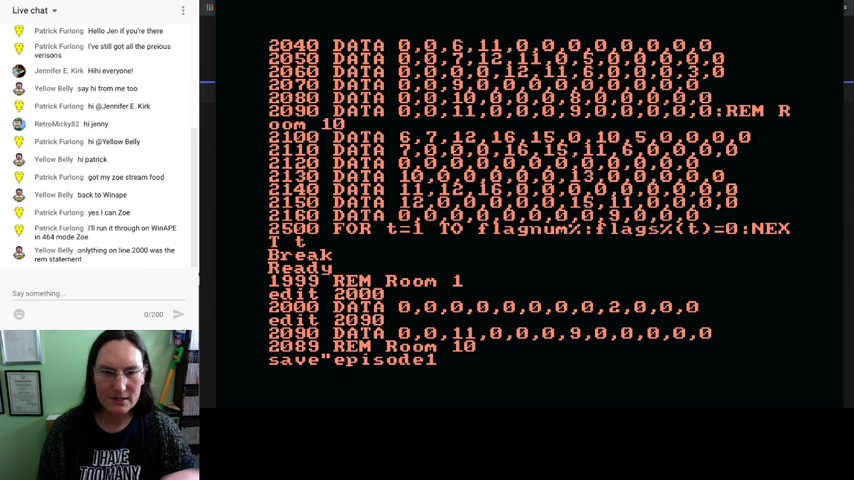 Live chat
Patrick Furlong Hello Jen if you're there
Patrick Furlong I've still got all the preious
verisons
Jennifer E. Kirk Hihi everyone!
Yellow Belly say hi from me too
Patrick Furlong hi @Jennifer E. Kirk
RetroMicky82 hi jenny
Patrick Furlong hi @Yellow Belly
Yellow Belly hi patrick
Patrick Furlong got my zoe stream food
Yellow Belly back to Winape
Patrick Furlong yes I can Zoe
Patrick Furlong I'll run it through on WinAPE
in 464 mode Zoe
Yellow Belly onlything on line 2000 was the
rem statement
Say something...
0/200
I HAVE
TOO MANY
2040 DATA 0,0,6,11,0,0,0,0,0,0,0,0
2050 DATA 0,0,7,12,11,0,5,0,0,0,0,0
2060 DATA 0,0,0,0,12,11,6,0,0,0,3,0
2070 DATA 0,0,9,0,0,0,0,0,0,0,0,0
2080 DATA 0,0,10,0,0,0,8,0,0,0,0,0
2090 DATA 0,0,11,0,0,0,9,0,0,0,0,0:REM R
oom 10
2100 DATA 6,7,12,16,15,0,10,5,0,0,0,0
2110 DATA 7,0,0,0,16,15,11,6,0,0,0,0
2120 DATA 0,0,0,0,0,0,0,0,0,0,0,0
2130 DATA 10,0,0,0,0,0,13,0,0,0,0,0
2140 DATA 11,12,16,0,0,0,0,0,0,0,0,0
2150 DATA 12,0,0,0,0,0,15,11,0,0,0,0
2160 DATA 0,0,0,0,0,0,0,0,9,0,0,0
2500 FOR t=1 TO flagnum%:flags%(t)=0:NEX
T t
Break
Ready
1999 REM Room 1
edit 2000
2000 DATA 0,0,0,0,0,0,0,0,2,0,0,0
edit 2090
2090 DATA 0,0,11,0,0,0,9,0,0,0,0,0
2089 REM Room 10
save"episode1